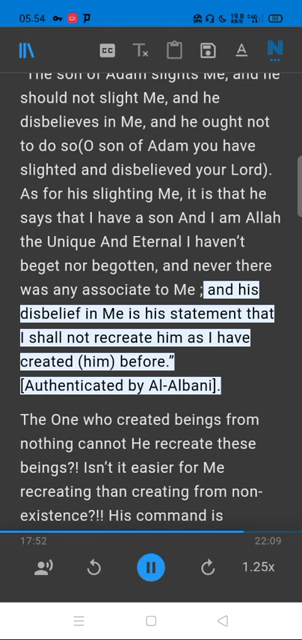 05.54
19.0
KB/s
"The son of Adam slights Me, and he
should not slight Me, and he
disbelieves in Me, and he ought not
to do so(O son of Adam you have
slighted and disbelieved your Lord).
As for his slighting Me, it is that he
says that I have a son And I am Allah
the Unique And Eternal I haven't
beget nor begotten, and never there
was any associate to Me ; and his
disbelief in Me is his statement that
I shall not recreate him as I have
created (him) before."
[Authenticated by Al-Albani].
The One who created beings from
nothing cannot He recreate these
beings?! Isn't it easier for Me
recreating than creating from non-
existence?!! His command is
17:52
22:09
1.25x